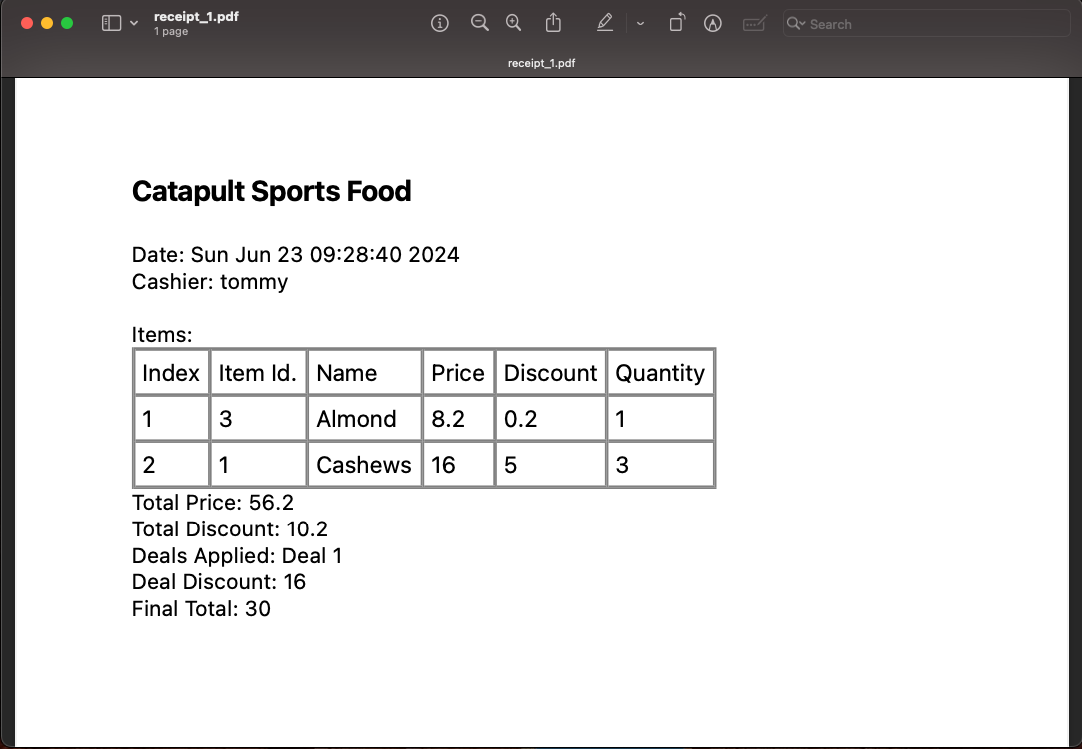 receipt_1.pdf
1 page
Search
receipt_1.pdf
Catapult Sports Food
Date: Sun Jun 23 09:28:40 2024
Cashier: tommy
Items:
Index Item Id. Name Price Discount Quantity
1 3 Almond 8.2 0.2 1
2 1 Cashews 16 5 3
Total Price: 56.2
Total Discount: 10.2
Deals Applied: Deal 1
Deal Discount: 16
Final Total: 30